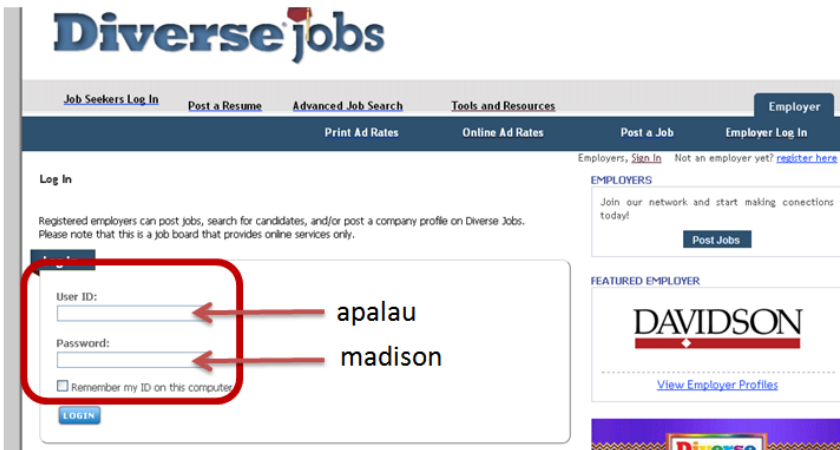 Diverse jobs
Job Seekers Log In Post a Resume Advanced Job Search Tools and Resources Employer
Print Ad Rates Online Ad Rates Post a Job Employer Log In
Employers, Sign In Not an employer yet? register here
Log In
Registered employers can post jobs, search for candidates, and/or post a company profile on Diverse Jobs.
Please note that this is a job board that provides online services only.
User ID:
apalau
Password:
madison
Remember my ID on this computer
LOGIN
EMPLOYERS
Join our network and start making conections
today!
Post Jobs
FEATURED EMPLOYER
DAVIDSON
View Employer Profiles
Diverse